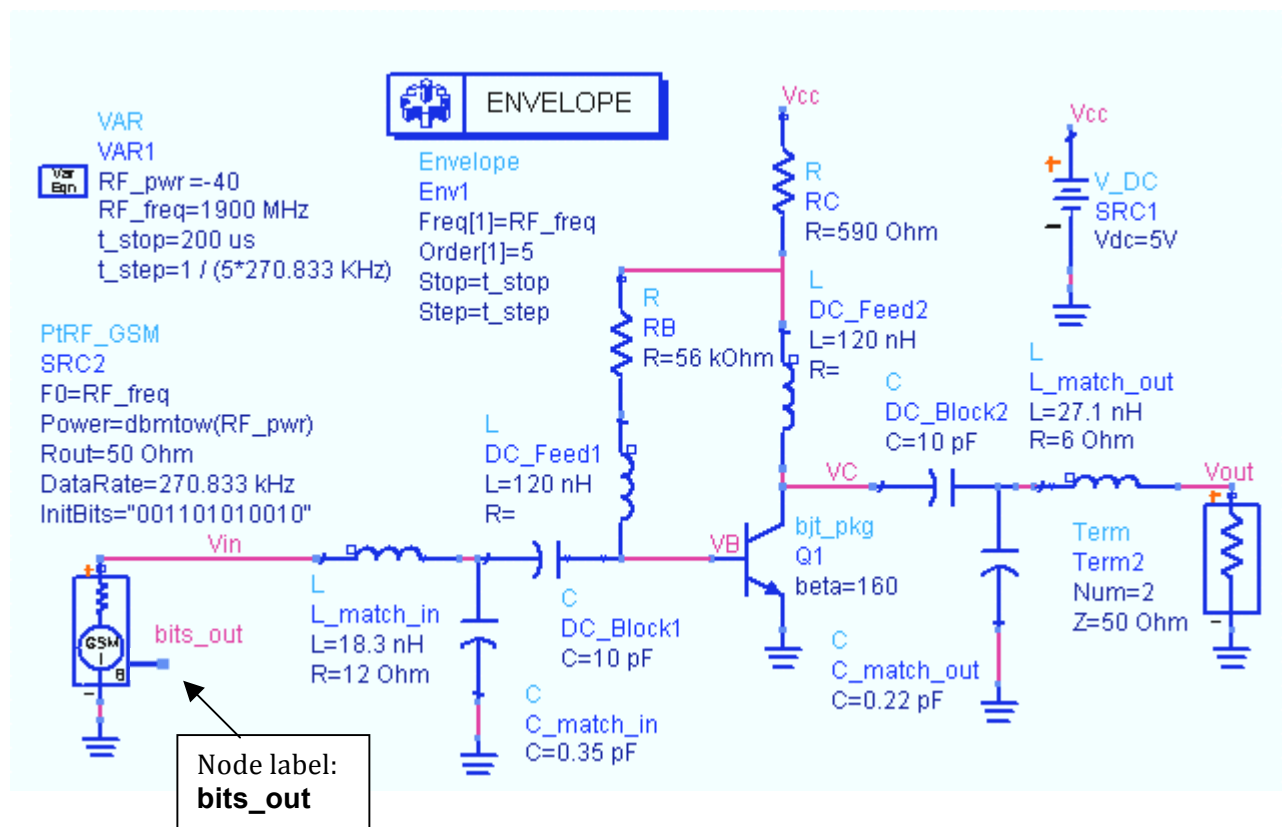 ENVELOPE
VAR
VAR1
Var
Eqn
RF_pwr=-40
RF_freq=1900 MHz
t_stop=200 us
t_step=1 / (5*270.833 KHz)
Envelope
Env1
Freq[1]=RF_freq
Order[1]=5
Stop=t_stop
Step=t_step
Vcc
R
RC
R=590 Ohm
Vcc
+
-
V_DC
SRC1
Vdc=5V
PtRF_GSM
SRC2
F0=RF_freq
Power=dbmtow(RF_pwr)
Rout=50 Ohm
DataRate=270.833 kHz
InitBits="001101010010"
R
RB
R=56 kOhm
L
DC_Feed2
L=120 nH
R=
L
DC_Feed1
L=120 nH
R=
C
DC_Block2
C=10 pF
L
L_match_out
L=27.1 nH
R=6 Ohm
Vin
VB
VC
Vout
bjt_pkg
Q1
beta=160
+
-
Term
Term2
Num=2
Z=50 Ohm
+
GSM
B
-
bits_out
L
L_match_in
L=18.3 nH
R=12 Ohm
C
DC_Block1
C=10 pF
C
C_match_in
C=0.35 pF
C
C_match_out
C=0.22 pF
Node label:
bits_out